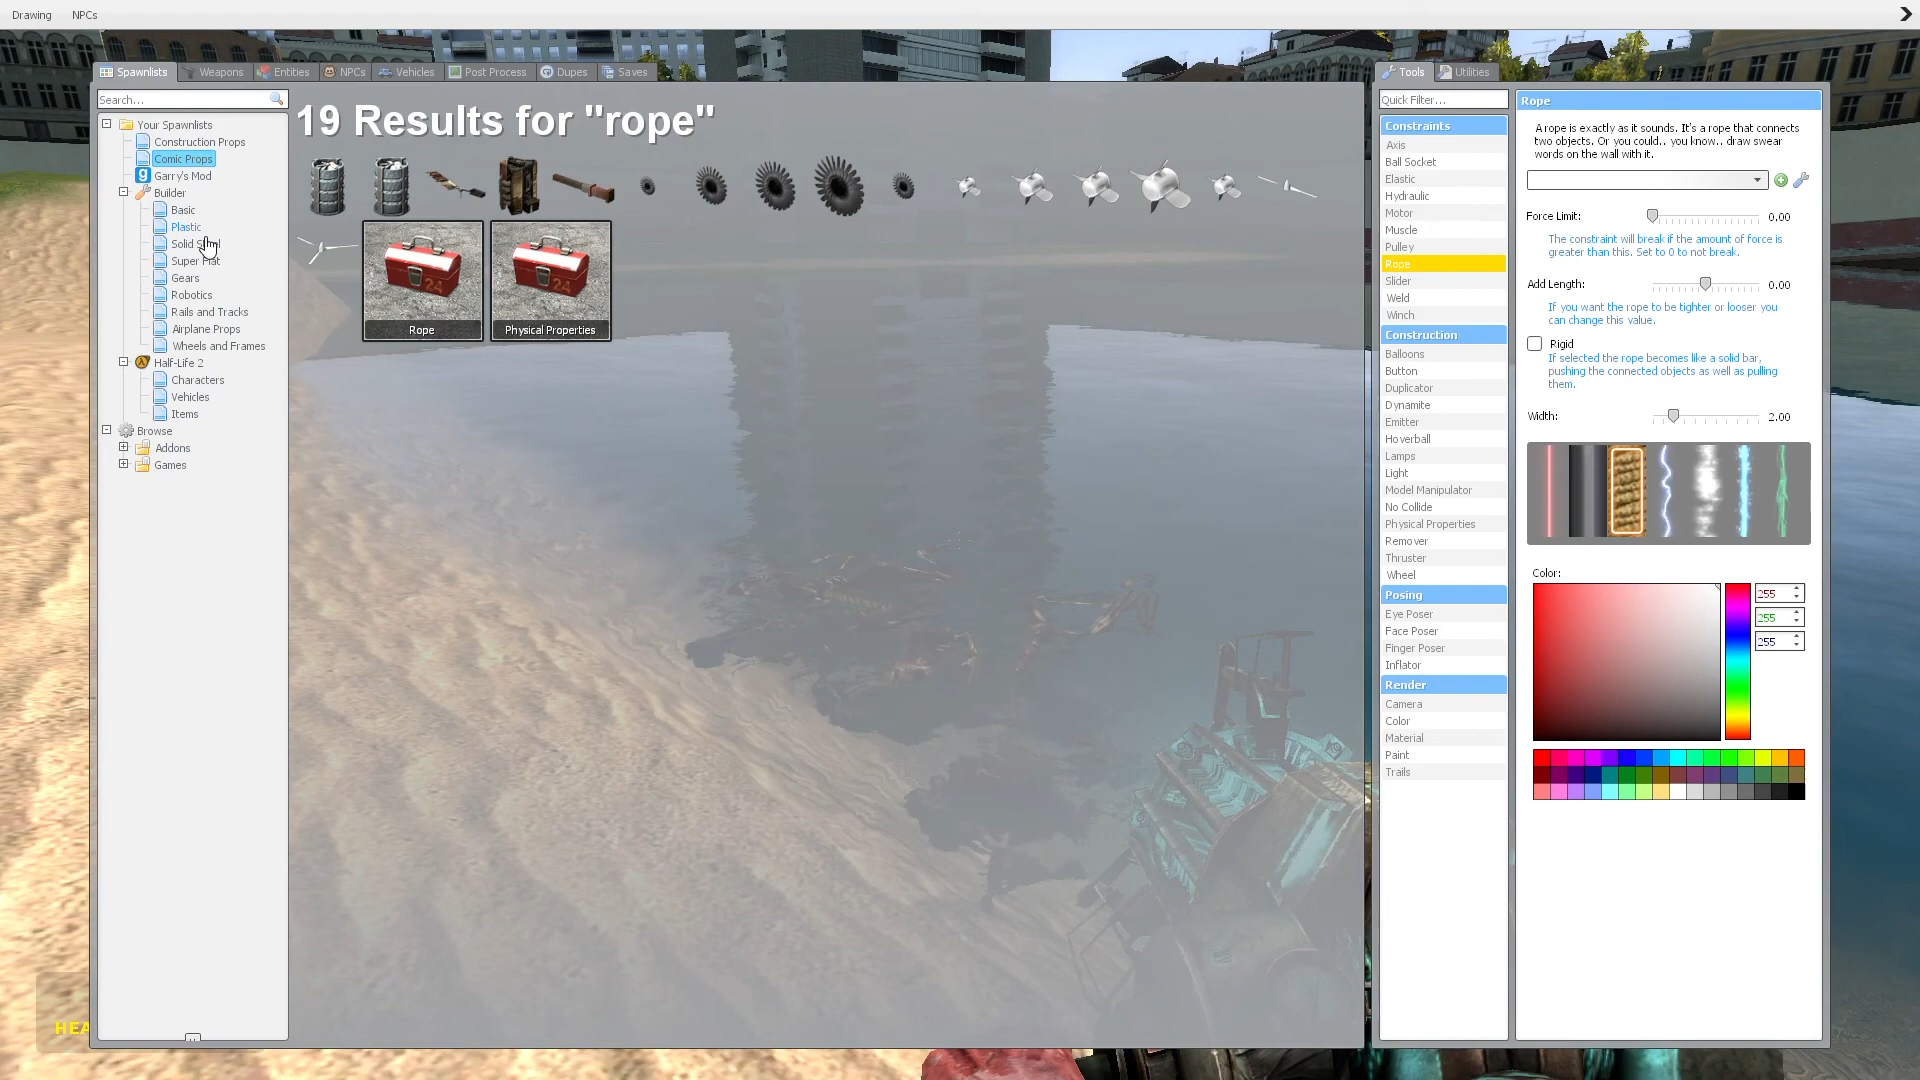 Drawing NPCs
Spawnlists Weapons Entities NPCs Vehicles Post Process Dupes Saves
Search...
Your Spawnlists
Construction Props
Comic Props
Garry's Mod
Builder
Basic
Plastic
Solid
Super Flat
Gears
Robotics
Rails and Tracks
Airplane Props
Wheels and Frames
Half-Life 2
Characters
Vehicles
Items
Browse
Addons
Games
19 Results for "rope"
24 24
Rope Physical Properties
Tools Utilities
Quick Filter...
Constraints
Axis
Ball Socket
Elastic
Hydraulic
Motor
Muscle
Pulley
Rope
Slider
Weld
Winch
Construction
Balloons
Button
Duplicator
Dynamite
Emitter
Hoverball
Lamps
Light
Model Manipulator
No Collide
Physical Properties
Remover
Thruster
Wheel
Posing
Eye Poser
Face Poser
Finger Poser
Inflator
Render
Camera
Color
Material
Paint
Trails
Rope
A rope is exactly as it sounds. It's a rope that connects
two objects. Or you could.. you know.. draw swear
words on the wall with it.
Force Limit: 0.00
The constraint will break if the amount of force is
greater than this. Set to 0 to not break.
Add Length: 0.00
If you want the rope to be tighter or looser you
can change this value.
Rigid
If selected the rope becomes like a solid bar,
pushing the connected objects as well as pulling
them.
Width: 2.00
Color:
255
255
255
HEA